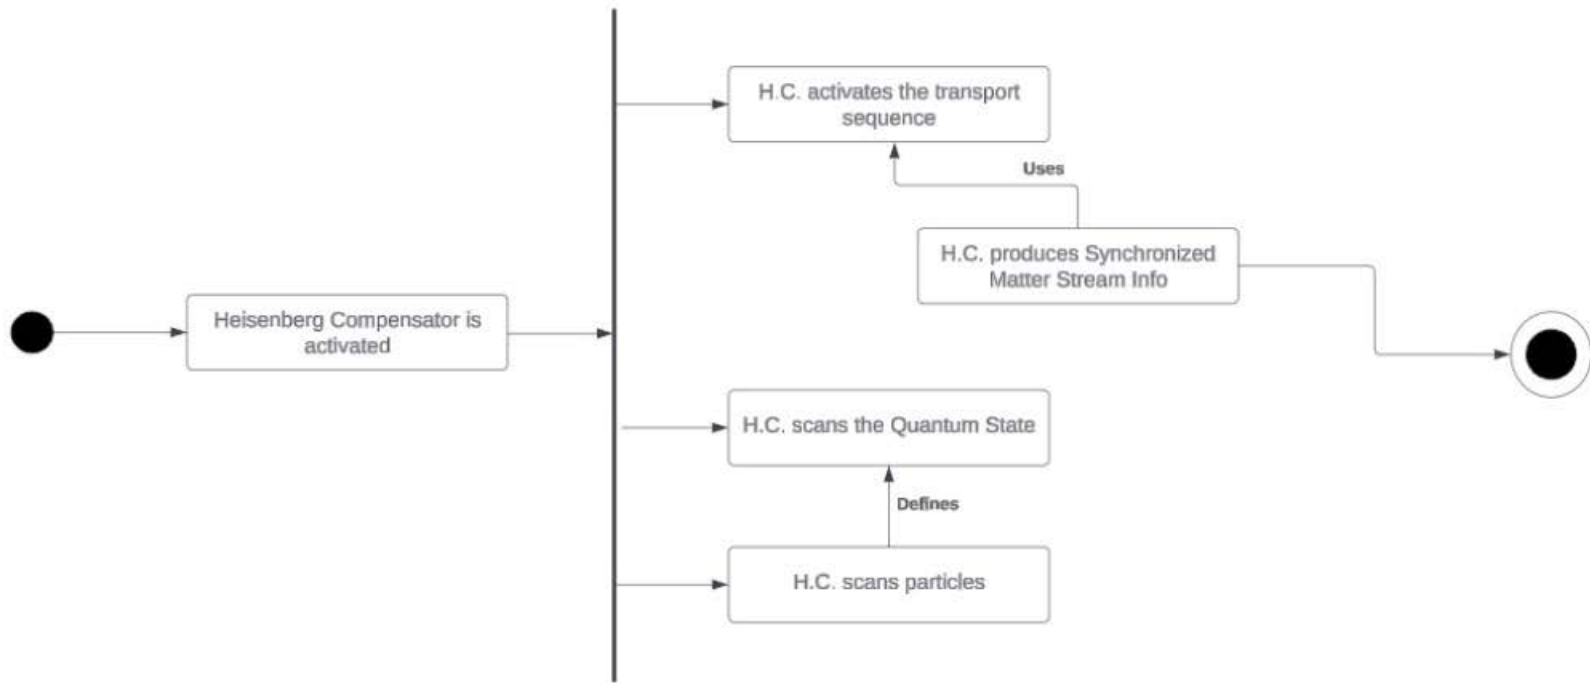 H.C. activates the transport
sequence
Uses
H.C. produces Synchronized
Matter Stream Info
Heisenberg Compensator is
activated
H.C. scans the Quantum State
Defines
H.C. scans particles